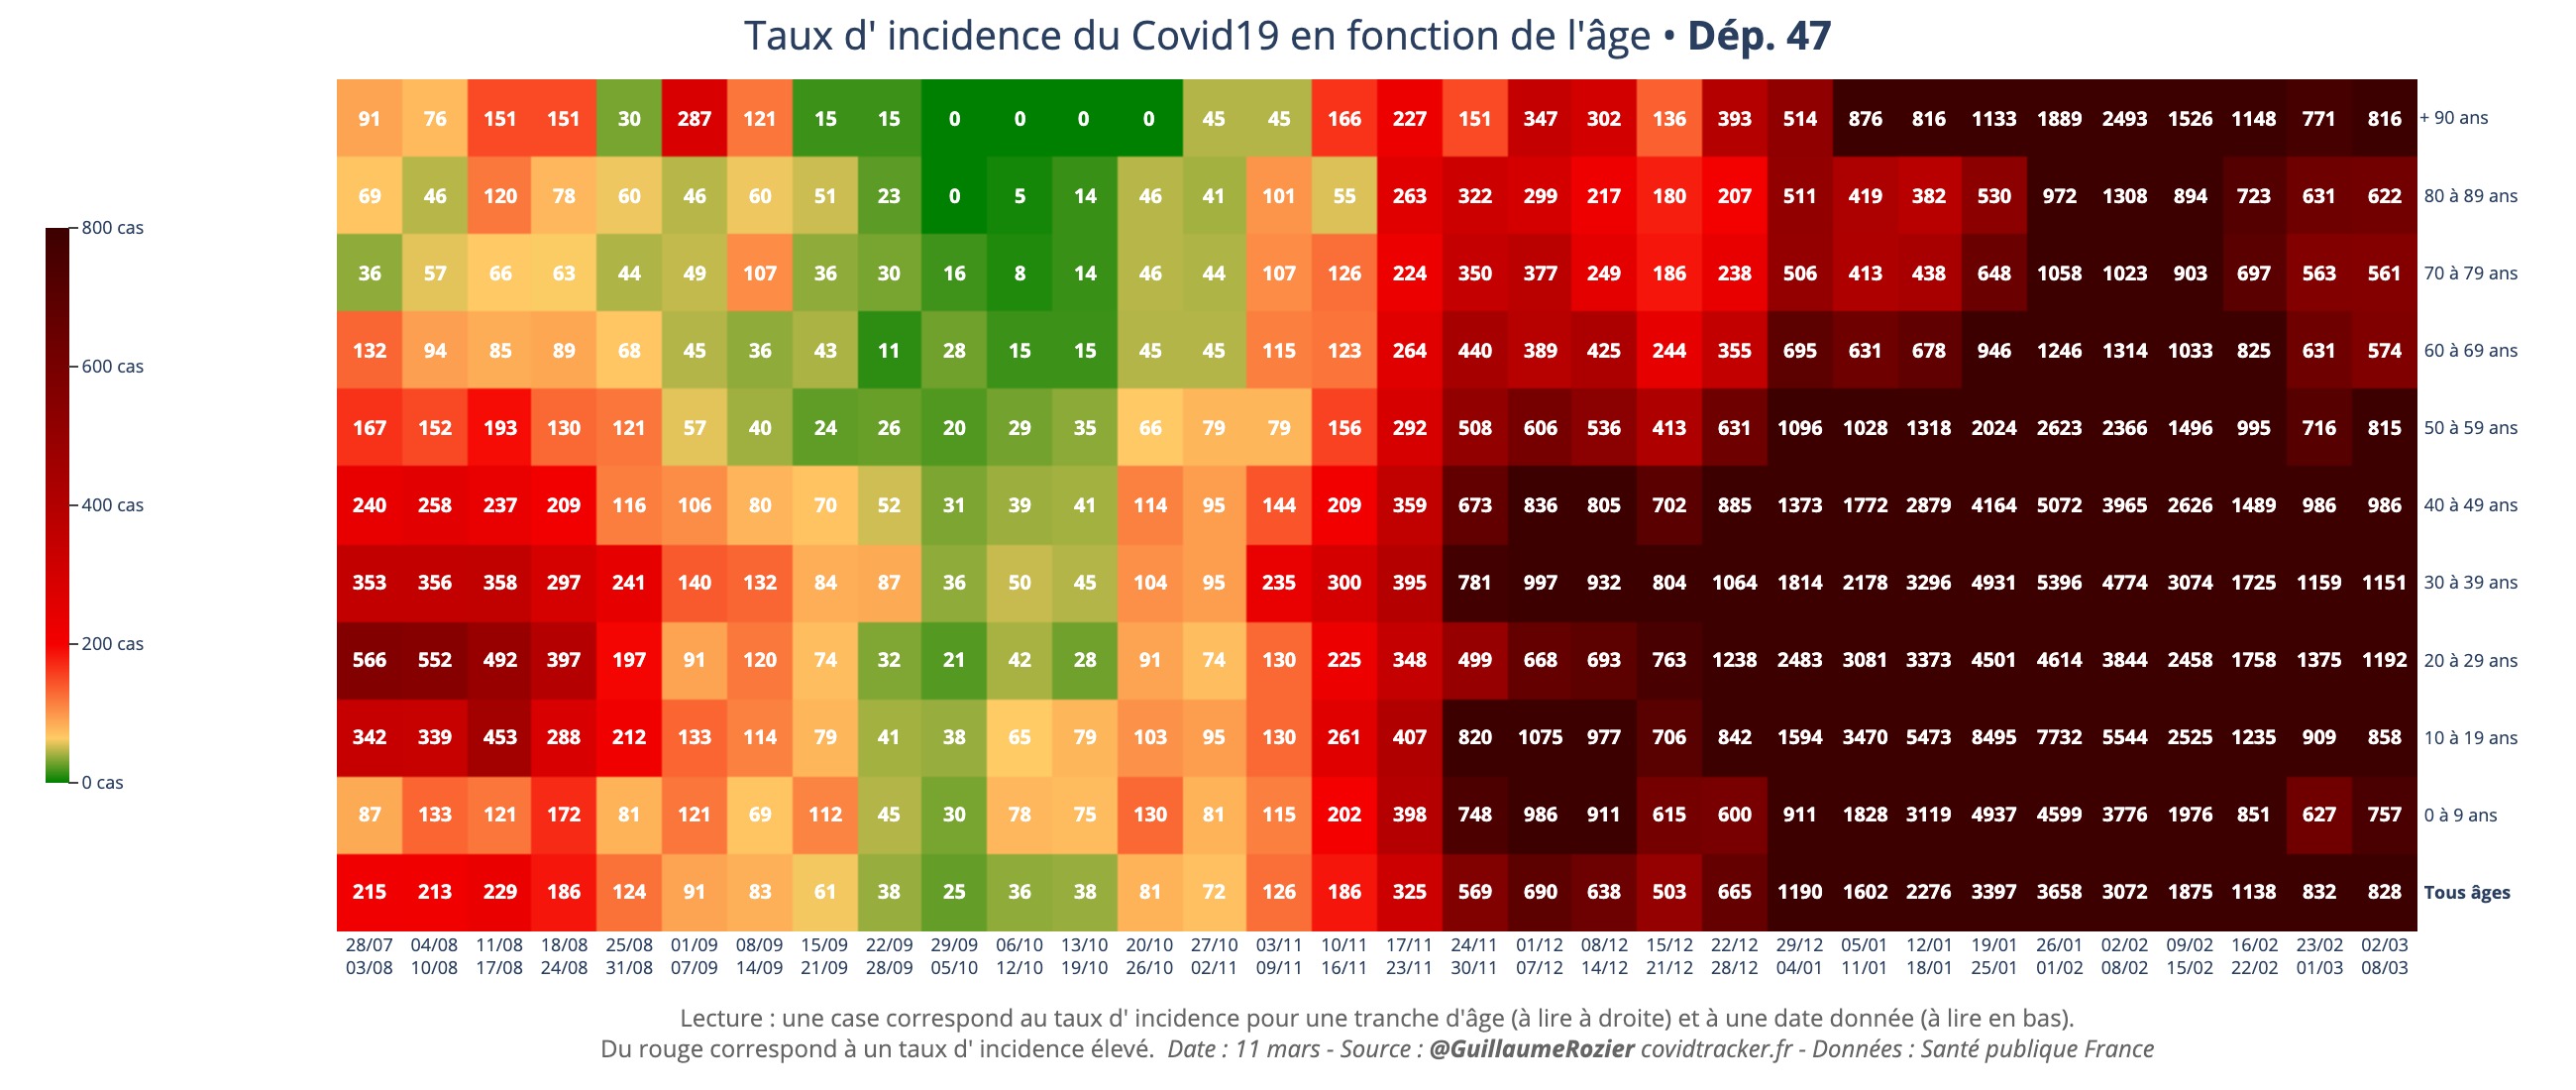 Taux d' incidence du Covid19 en fonction de l'âge • Dép. 47
91 76 151 151 30 287 121 15 15 0 0 0 0 45 45 166 227 151 347 302 136 393 514 876 816 1133 1889 2493 1526 1148 771 816 + 90 ans
69 46 120 78 60 46 60 51 23 0 5 14 46 41 101 55 263 322 299 217 180 207 511 419 382 530 972 1308 894 723 631 622 80 à 89 ans
800 cas
36 57 66 63 44 49 107 36 30 16 8 14 46 44 107 126 224 350 377 249 186 238 506 413 438 648 1058 1023 903 697 563 561 70 à 79 ans
132 94 85 89 68 45 36 43 11 28 15 15 45 45 115 123 264 440 389 425 244 355 695 631 678 946 1246 1314 1033 825 631 574 60 à 69 ans
600 cas
167 152 193 130 121 57 40 24 26 20 29 35 66 79 79 156 292 508 606 536 413 631 1096 1028 1318 2024 2623 2366 1496 995 716 815 50 à 59 ans
400 cas
240 258 237 209 116 106 80 70 52 31 39 41 114 95 144 209 359 673 836 805 702 885 1373 1772 2879 4164 5072 3965 2626 1489 986 986 40 à 49 ans
353 356 358 297 241 140 132 84 87 36 50 45 104 95 235 300 395 781 997 932 804 1064 1814 2178 3296 4931 5396 4774 3074 1725 1159 1151 30 à 39 ans
200 cas
566 552 492 397 197 91 120 74 32 21 42 28 91 74 130 225 348 499 668 693 763 1238 2483 3081 3373 4501 4614 3844 2458 1758 1375 1192 20 à 29 ans
342 339 453 288 212 133 114 79 41 38 65 79 103 95 130 261 407 820 1075 977 706 842 1594 3470 5473 8495 7732 5544 2525 1235 909 858 10 à 19 ans
0 cas
87 133 121 172 81 121 69 112 45 30 78 75 130 81 115 202 398 748 986 911 615 600 911 1828 3119 4937 4599 3776 1976 851 627 757 0 à 9 ans
215 213 229 186 124 91 83 61 38 25 36 38 81 72 126 186 325 569 690 638 503 665 1190 1602 2276 3397 3658 3072 1875 1138 832 828 Tous âges
28/07 04/08 11/08 18/08 25/08 01/09 08/09 15/09 22/09 29/09 06/10 13/10 20/10 27/10 03/11 10/11 17/11 24/11 01/12 08/12 15/12 22/12 29/12 05/01 12/01 19/01 26/01 02/02 09/02 16/02 23/02 02/03
03/08 10/08 17/08 24/08 31/08 07/09 14/09 21/09 28/09 05/10 12/10 19/10 26/10 02/11 09/11 16/11 23/11 30/11 07/12 14/12 21/12 28/12 04/01 11/01 18/01 25/01 01/02 08/02 15/02 22/02 01/03 08/03
Lecture : une case correspond au taux d' incidence pour une tranche d'âge (à lire à droite) et à une date donnée (à lire en bas).
Du rouge correspond à un taux d' incidence élevé. Date : 11 mars - Source : @GuillaumeRozier covidtracker.fr - Données : Santé publique France